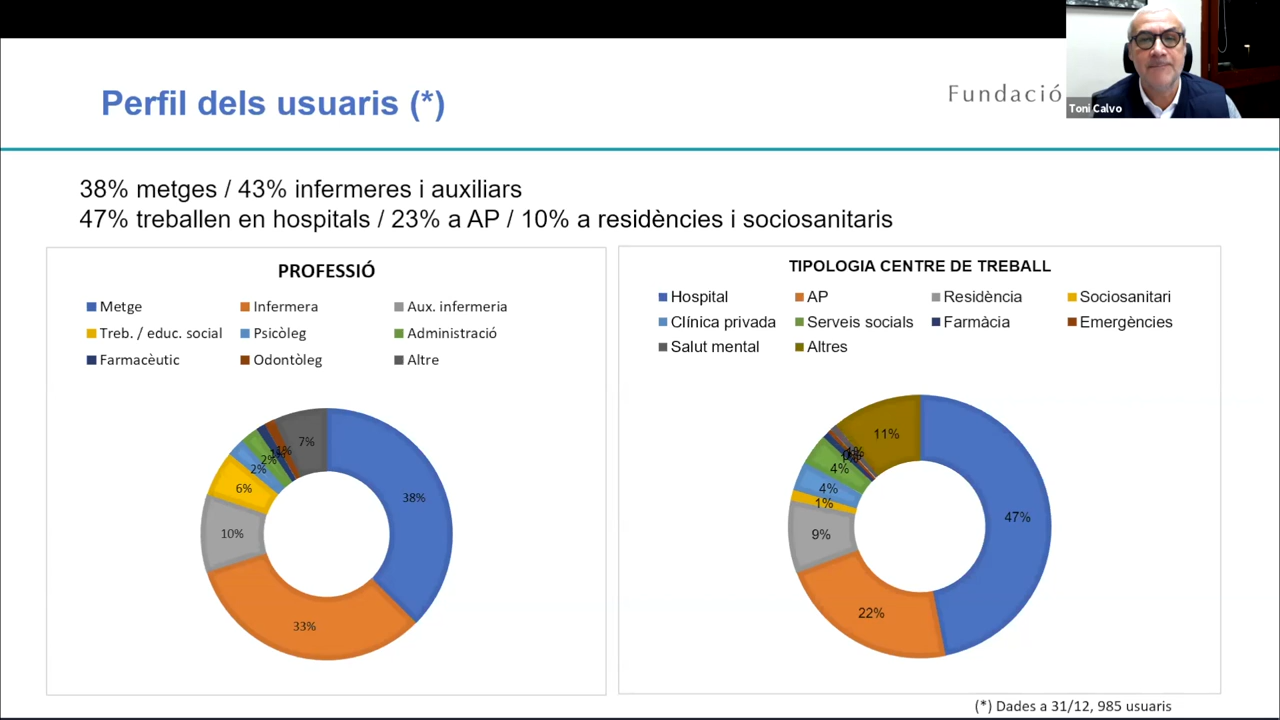 Perfil dels usuaris (*)
Fundació
Toni Calvo
38% metges / 43% infermeres i auxiliars
47% treballen en hospitals / 23% a AP / 10% a residències i sociosanitaris
PROFESSIÓ
Metge Infermera Aux. infermeria
Treb. / educ. social Psicòleg Administració
Farmacèutic Odontòleg Altre
7%
1%
2%
2%
6%
38%
10%
33%
TIPOLOGIA CENTRE DE TREBALL
Hospital AP Residència Sociosanitari
Clínica privada Serveis socials Farmàcia Emergències
Salut mental Altres
11%
4%
4%
1%
47%
9%
22%
(*) Dades a 31/12, 985 usuaris